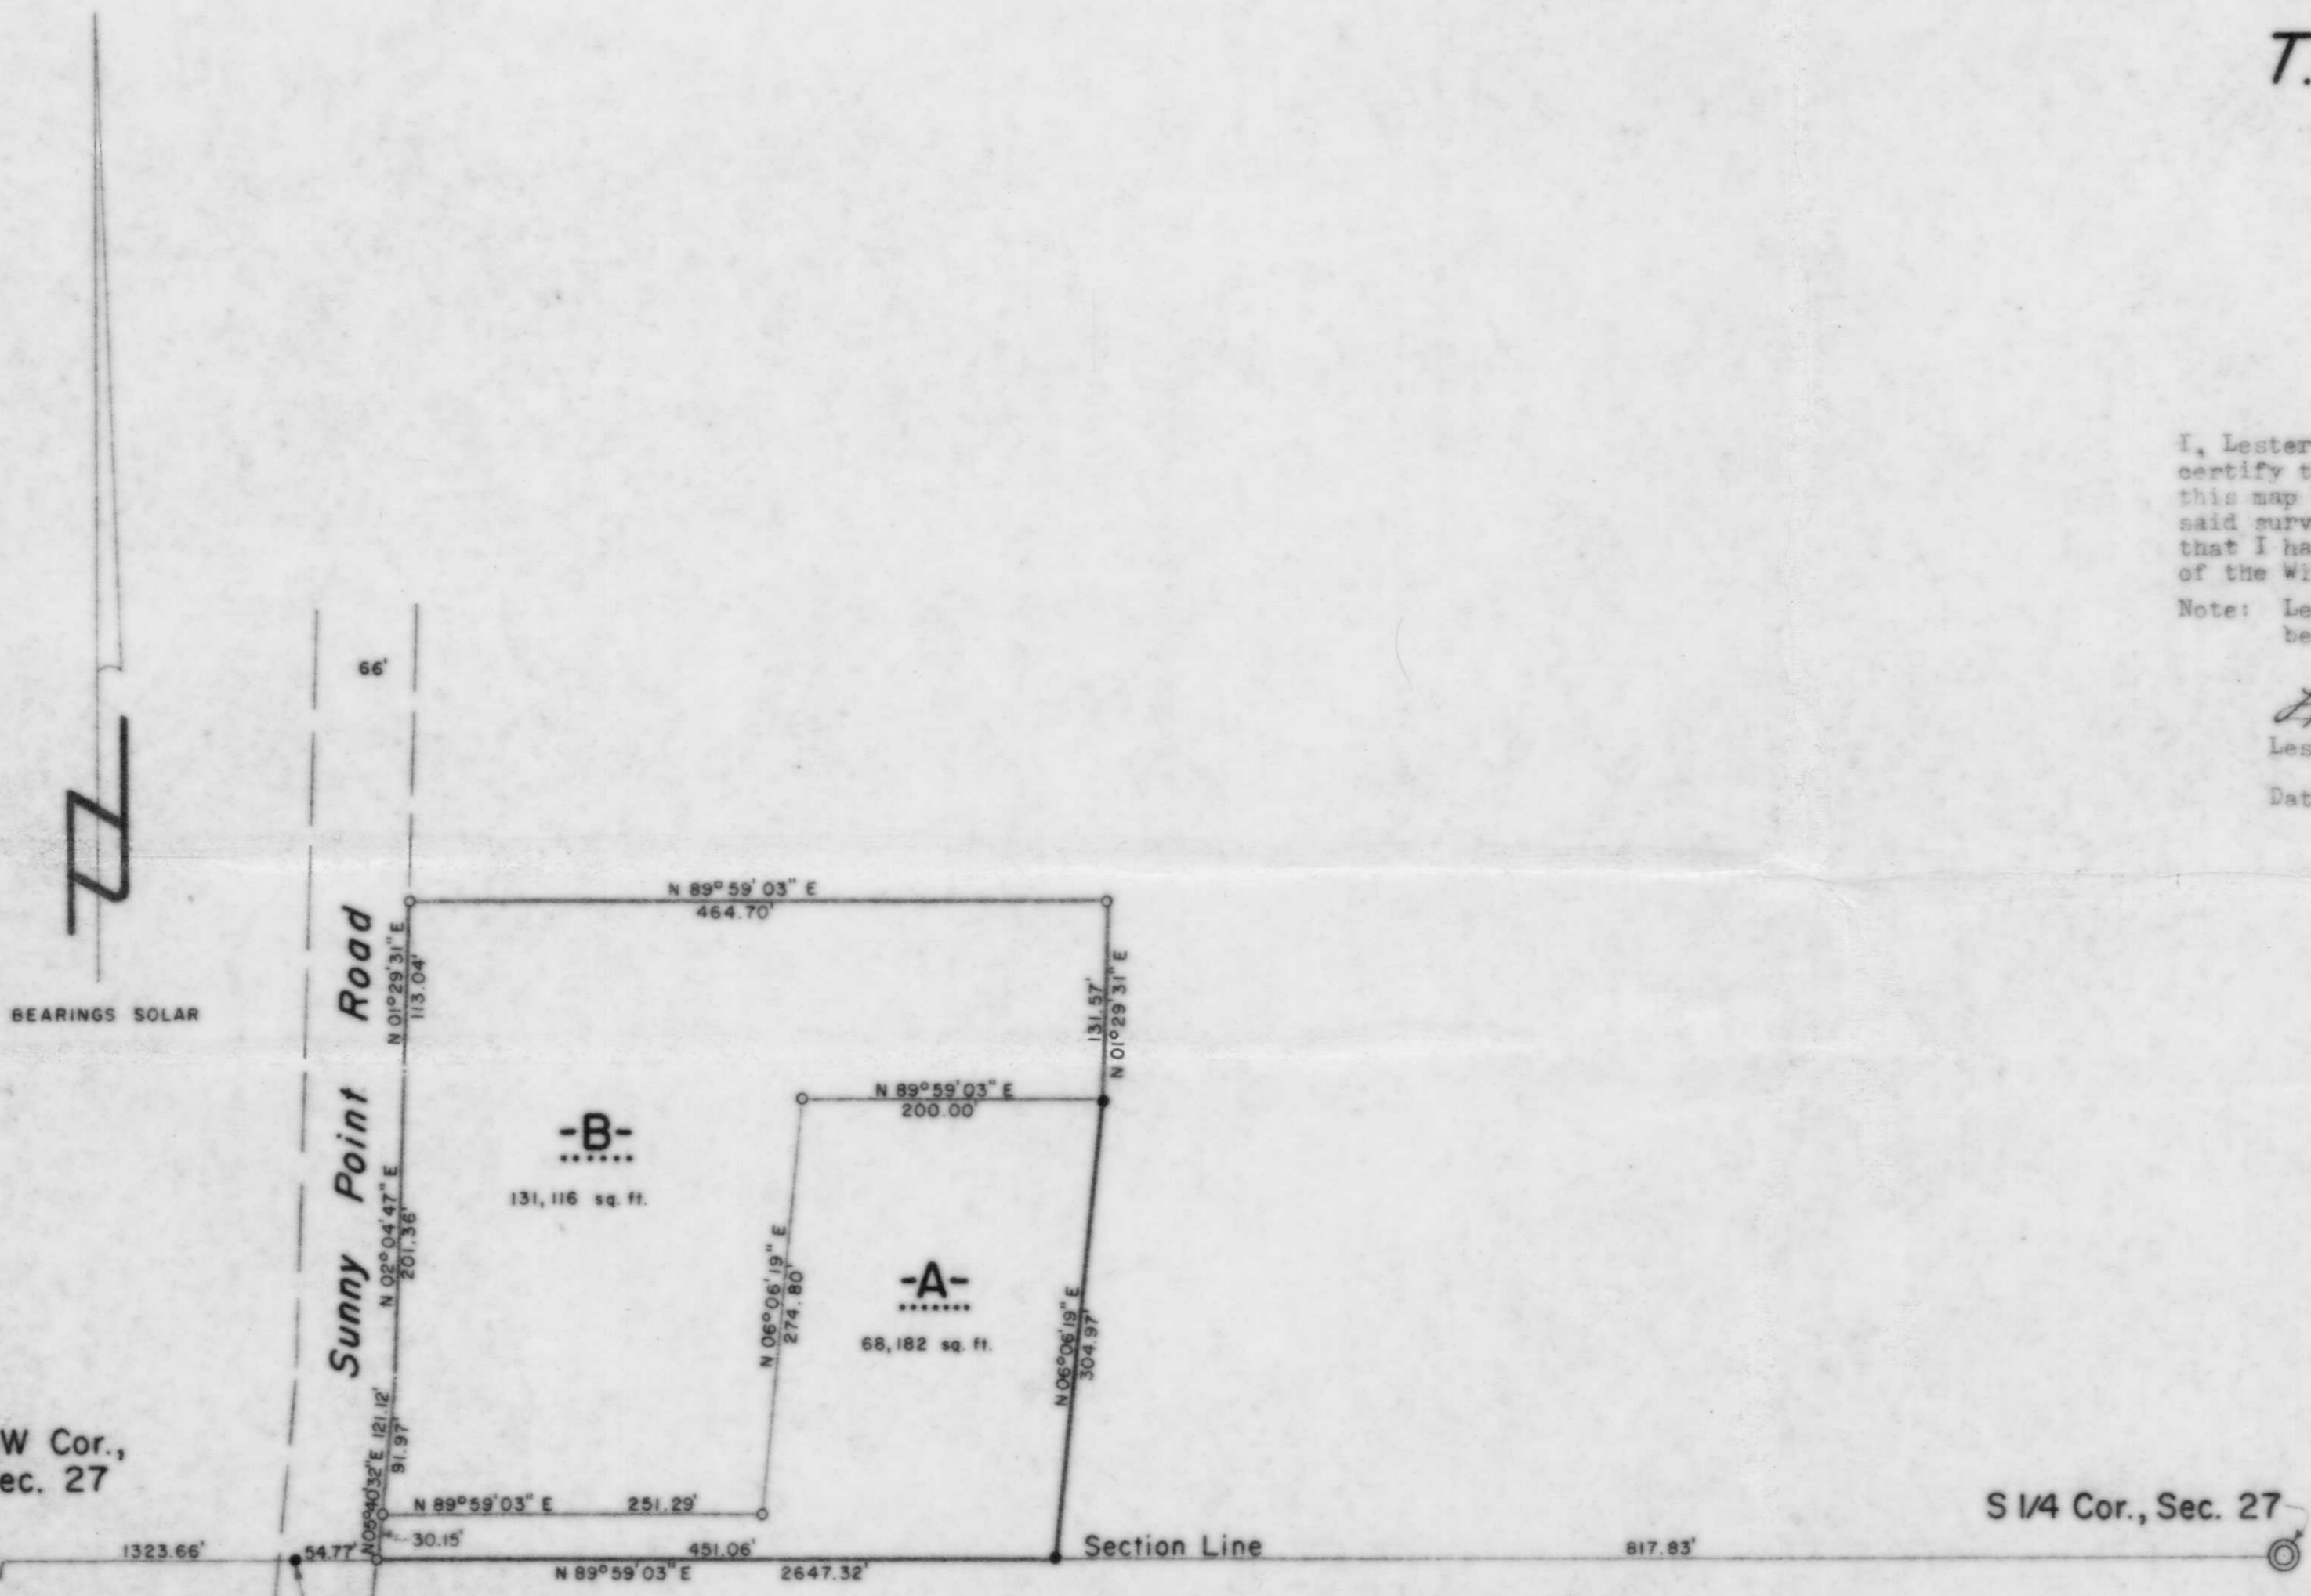 T.
I, Lester
certify t
this map
said surv
that I ha
of the Wi
Note: Le
be
Les
Dat
66'
N
BEARINGS SOLAR
Sunny Point Road
N 89° 59' 03" E
464.70'
N 01° 29' 31" E
113.04'
131.57'
N 01° 29' 31" E
N 89° 59' 03" E
200.00'
-B-
131,116 sq. ft.
N 02° 04' 47" E
201.36'
N 06° 06' 19" E
274.80'
-A-
68,182 sq. ft.
N 06° 06' 19" E
304.97'
N 05° 40' 32" E 121.12'
91.97'
W Cor.,
ec. 27
N 89° 59' 03" E 251.29'
30.15'
S 1/4 Cor., Sec. 27
1323.66'
54.77'
451.06'
Section Line
817.83'
N 89° 59' 03" E 2647.32'